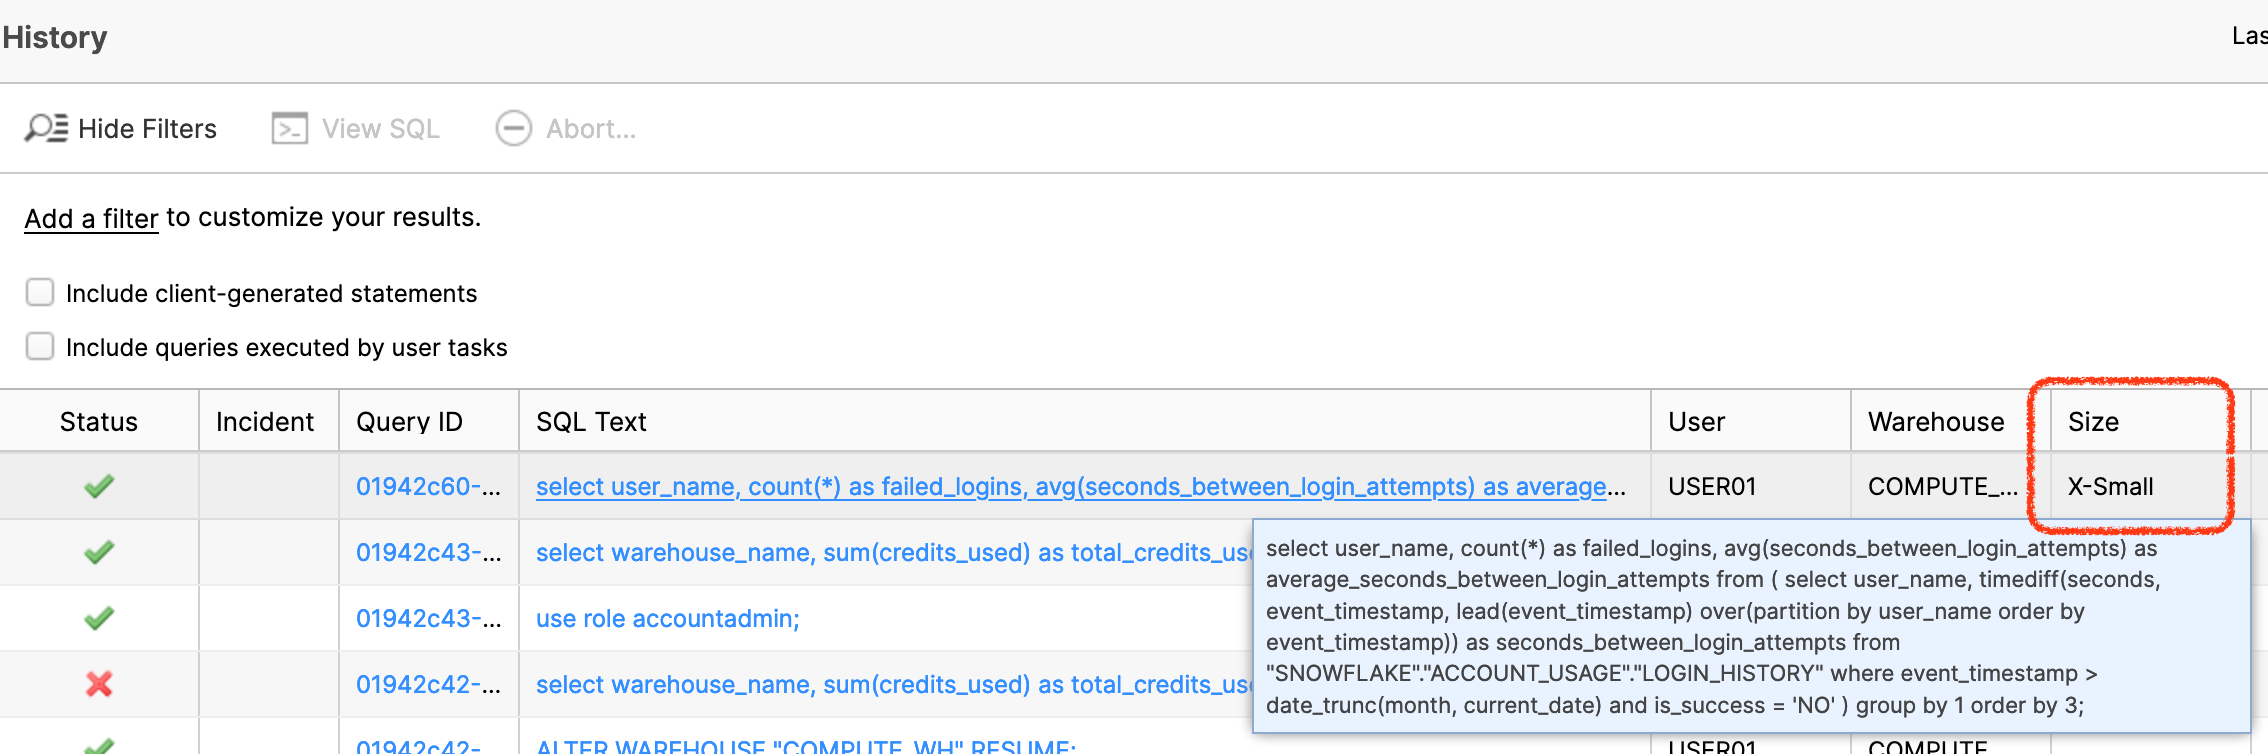 History
Las
Hide Filters View SQL Abort...
Add a filter to customize your results.
Include client-generated statements
Include queries executed by user tasks
Status Incident Query ID SQL Text User Warehouse Size
01942c60-... select user_name, count(*) as failed_logins, avg(seconds_between_login_attempts) as average... USER01 COMPUTE_... X-Small
01942c43-... select warehouse_name, sum(credits_used) as total_credits_us
01942c43-... use role accountadmin;
01942c42-... select warehouse_name, sum(credits_used) as total_credits_us
01942c42- ALTER WAREHOUSE "COMPUTE_WH" RESUME; USER01 COMPUTE
select user_name, count(*) as failed_logins, avg(seconds_between_login_attempts) as
average_seconds_between_login_attempts from ( select user_name, timediff(seconds,
event_timestamp, lead(event_timestamp) over(partition by user_name order by
event_timestamp)) as seconds_between_login_attempts from
"SNOWFLAKE"."ACCOUNT_USAGE"."LOGIN_HISTORY" where event_timestamp >
date_trunc(month, current_date) and is_success = 'NO' ) group by 1 order by 3;